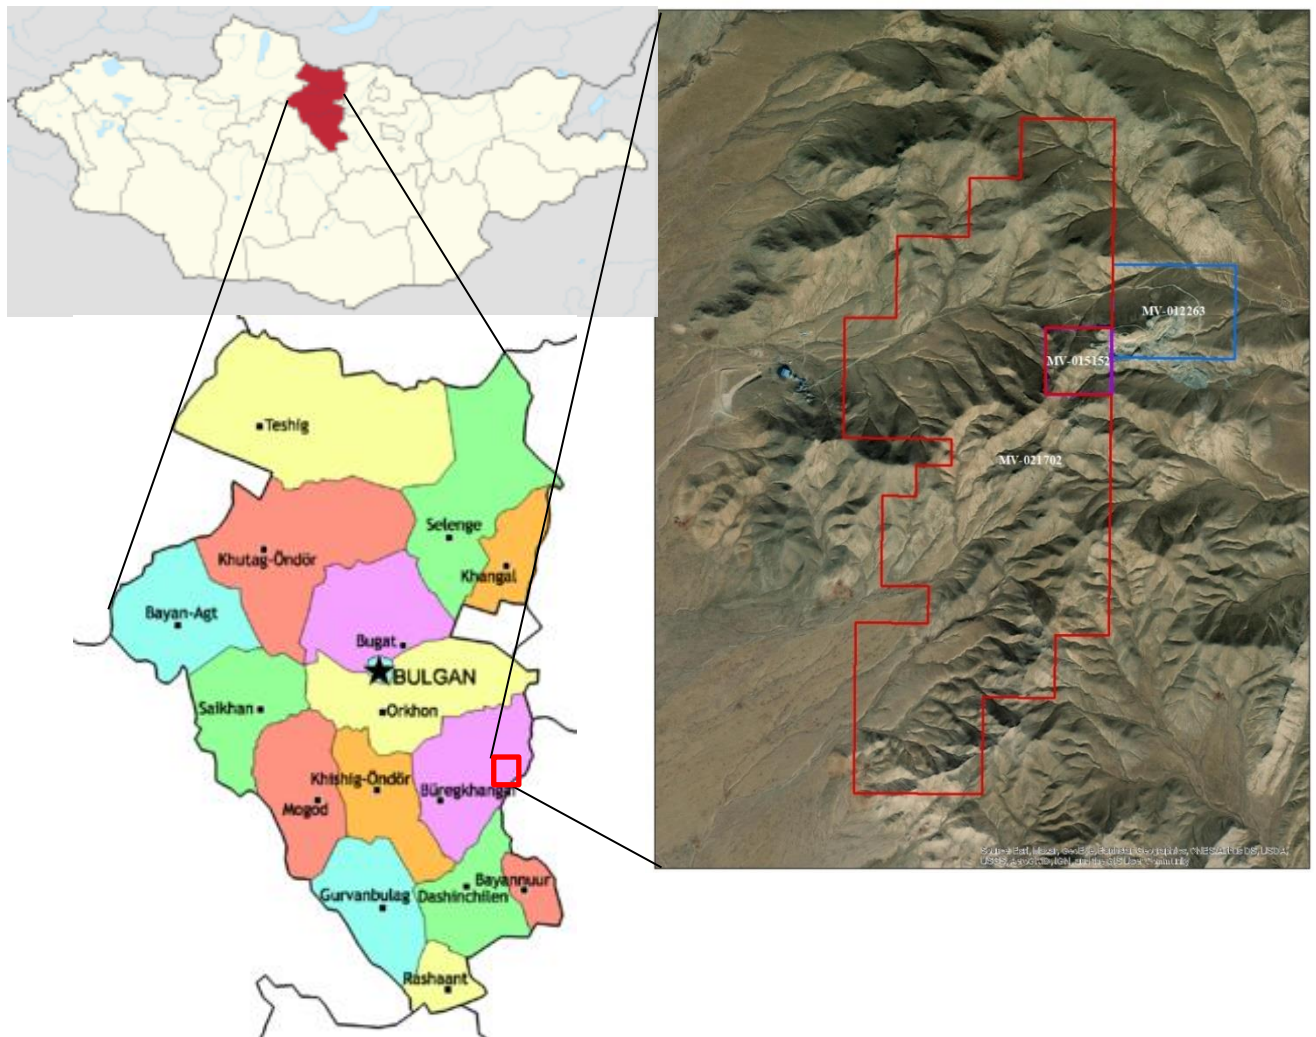 Teshig
Selenge
Khutag-Öndör
Khangal
Bayan-Agt
Bugat
BULGAN
Saikhan
Orkhon
Khishig-Öndör
Büregkhangai
Mogod
Bayannuur
Gurvanbulag
Dashinchilen
Rashaant
MV-012263
MV-015152
MV-021702